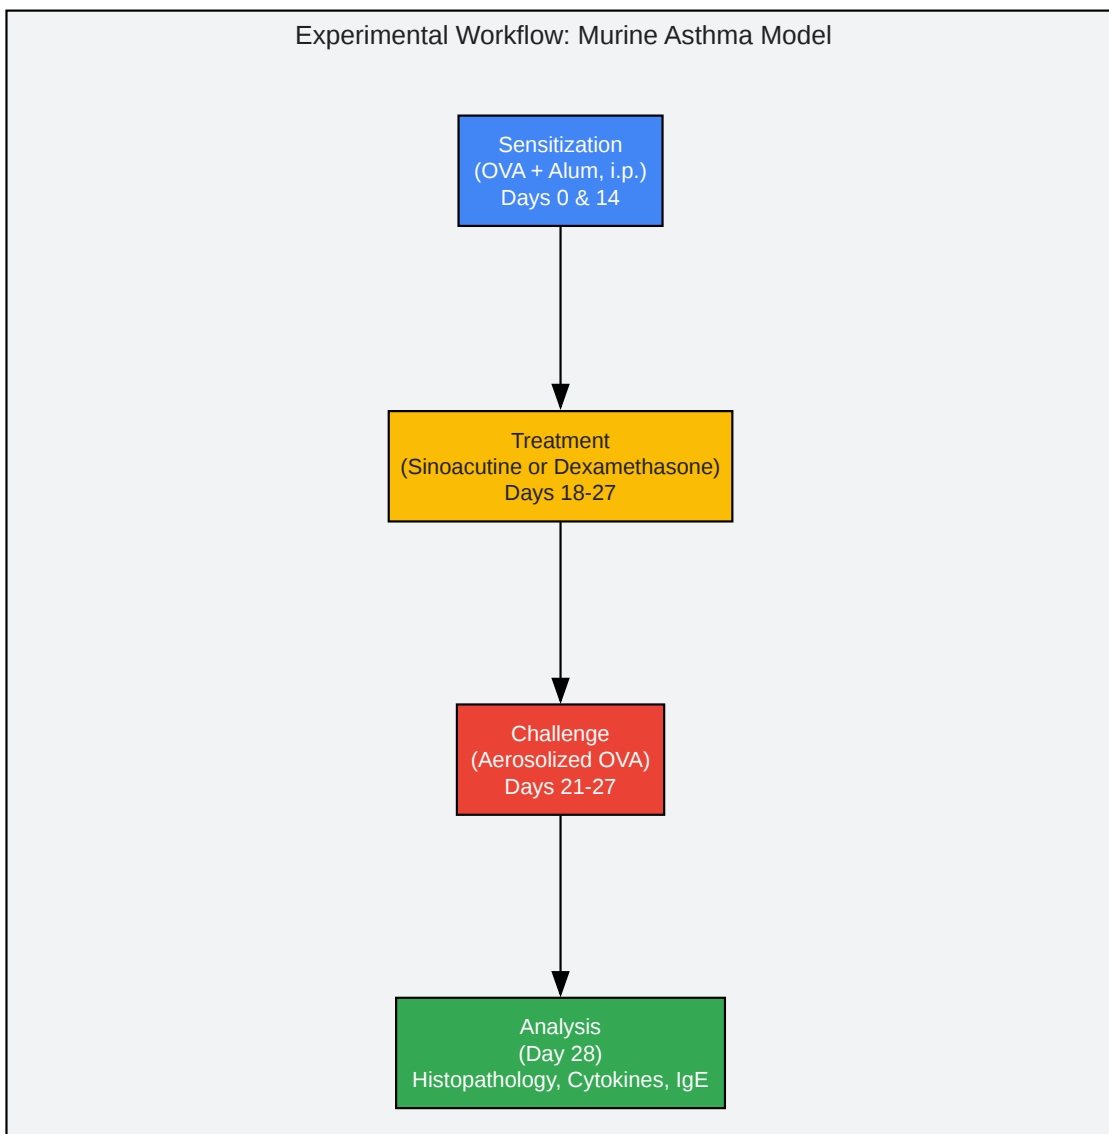 Experimental Workflow: Murine Asthma Model
Sensitization
(OVA + Alum, i.p.)
Days 0 & 14
Treatment
(Sinoacutine or Dexamethasone)
Days 18-27
Challenge
(Aerosolized OVA)
Days 21-27
Analysis
(Day 28)
Histopathology, Cytokines, IgE